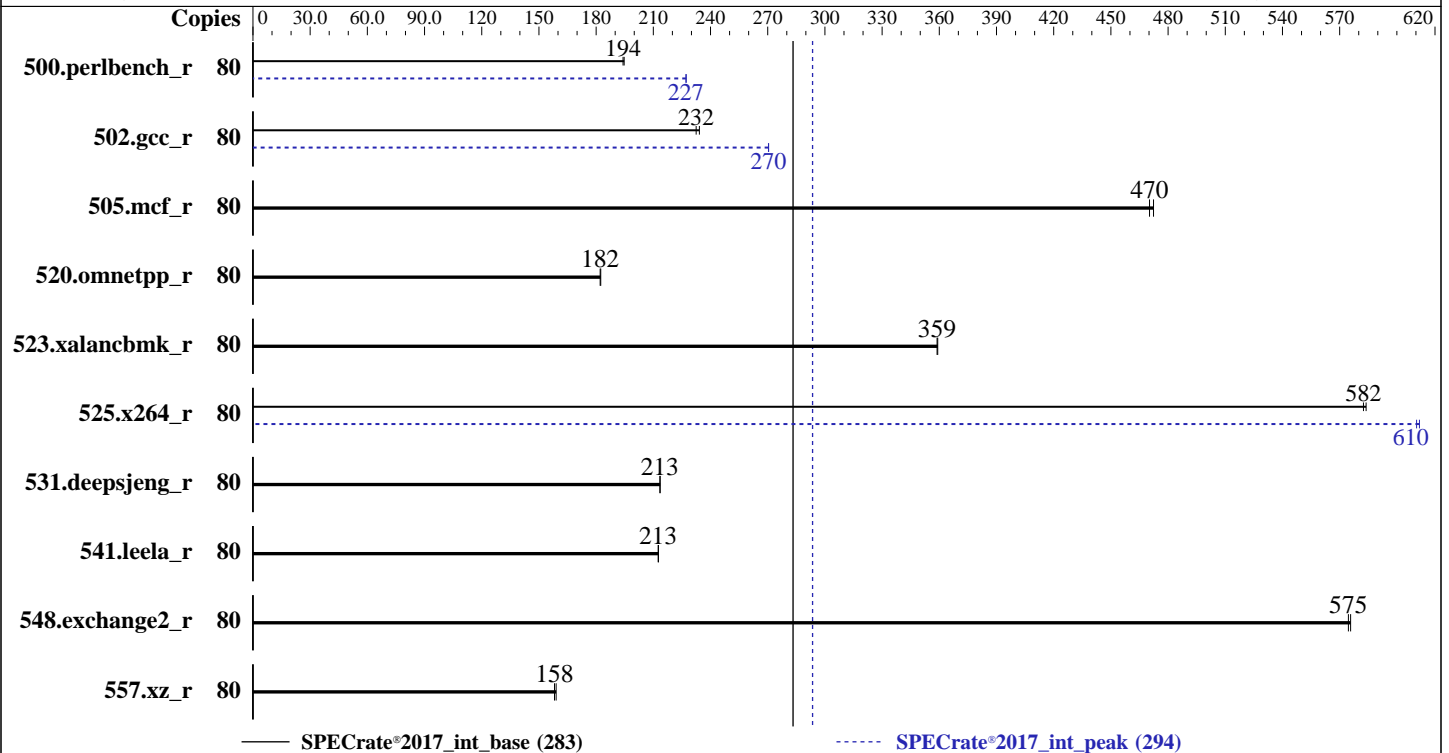 Copies 0 30.0 60.0 90.0 120 150 180 210 240 270 300 330 360 390 420 450 480 510 540 570 620
500.perlbench_r 80 194
227
502.gcc_r 80 232
270
505.mcf_r 80 470
520.omnetpp_r 80 182
523.xalancbmk_r 80 359
525.x264_r 80 582
610
531.deepsjeng_r 80 213
541.leela_r 80 213
548.exchange2_r 80 575
557.xz_r 80 158
SPECrate®2017_int_base (283) SPECrate®2017_int_peak (294)